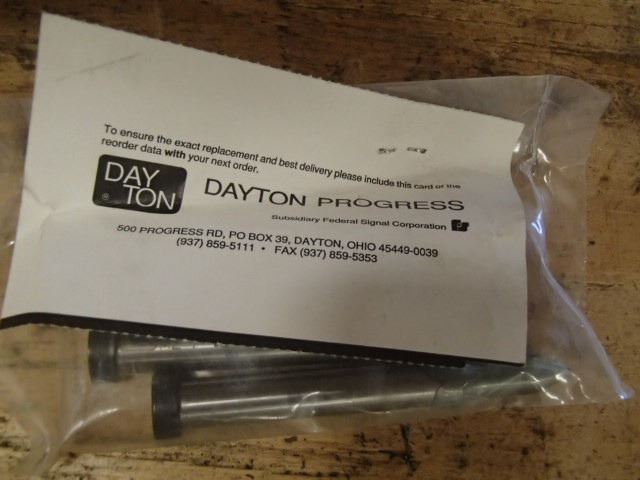 To ensure the exact replacement and best delivery please include this card or the
reorder data with your next order.
DAY
TON
®
DAYTON PROGRESS
Subsidiary Federal Signal Corporation
500 PROGRESS RD, PO BOX 39, DAYTON, OHIO 45449-0039
(937) 859-5111 • FAX (937) 859-5353